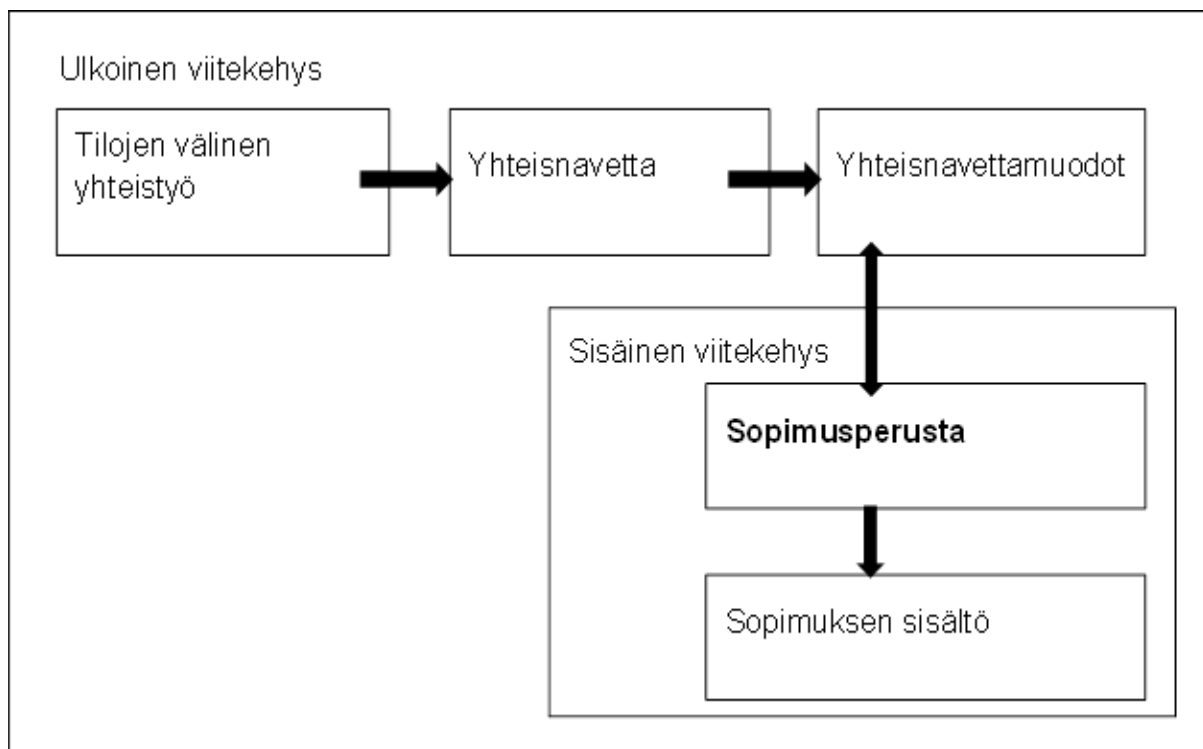 Ulkoinen viitekehys
Tilojen välinen
yhteistyö
Yhteisnavetta
Yhteisnavettamuodot
Sisäinen viitekehys
Sopimusperusta
Sopimuksen sisältö